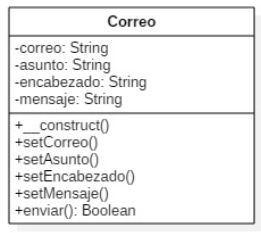 Correo
-correo: String
-asunto: String
-encabezado: String
-mensaje: String
+__construct()
+setCorreo()
+setAsunto()
+setEncabezado()
+setMensaje()
+enviar(): Boolean